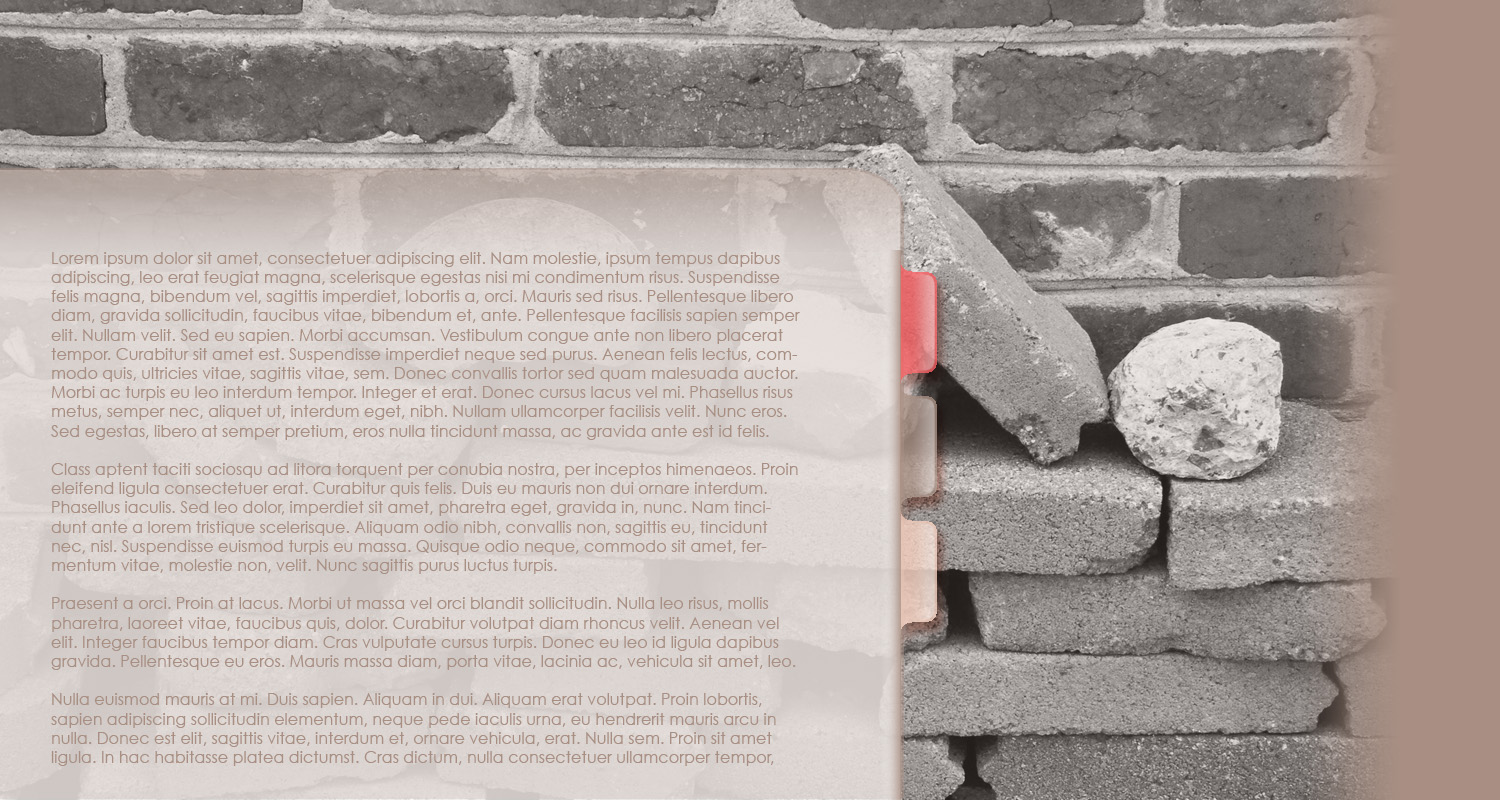 Lorem ipsum dolor sit amet, consectetuer adipiscing elit. Nam molestie, ipsum tempus dapibus
adipiscing, leo erat feugiat magna, scelerisque egestas nisi mi condimentum risus. Suspendisse
felis magna, bibendum vel, sagittis imperdiet, lobortis a, orci. Mauris sed risus. Pellentesque libero
diam, gravida sollicitudin, faucibus vitae, bibendum et, ante. Pellentesque facilisis sapien semper
elit. Nullam velit. Sed eu sapien. Morbi accumsan. Vestibulum congue ante non libero placerat
tempor. Curabitur sit amet est. Suspendisse imperdiet neque sed purus. Aenean felis lectus, com-
modo quis, ultricies vitae, sagittis vitae, sem. Donec convallis tortor sed quam malesuada auctor.
Morbi ac turpis eu leo interdum tempor. Integer et erat. Donec cursus lacus vel mi. Phasellus risus
metus, semper nec, aliquet ut, interdum eget, nibh. Nullam ullamcorper facilisis velit. Nunc eros.
Sed egestas, libero at semper pretium, eros nulla tincidunt massa, ac gravida ante est id felis.
Class aptent taciti sociosqu ad litora torquent per conubia nostra, per inceptos himenaeos. Proin
eleifend ligula consectetuer erat. Curabitur quis felis. Duis eu mauris non dui ornare interdum.
Phasellus iaculis. Sed leo dolor, imperdiet sit amet, pharetra eget, gravida in, nunc. Nam tinci-
dunt ante a lorem tristique scelerisque. Aliquam odio nibh, convallis non, sagittis eu, tincidunt
nec, nisl. Suspendisse euismod turpis eu massa. Quisque odio neque, commodo sit amet, fer-
mentum vitae, molestie non, velit. Nunc sagittis purus luctus turpis.
Praesent a orci. Proin at lacus. Morbi ut massa vel orci blandit sollicitudin. Nulla leo risus, mollis
pharetra, laoreet vitae, faucibus quis, dolor. Curabitur volutpat diam rhoncus velit. Aenean vel
elit. Integer faucibus tempor diam. Cras vulputate cursus turpis. Donec eu leo id ligula dapibus
gravida. Pellentesque eu eros. Mauris massa diam, porta vitae, lacinia ac, vehicula sit amet, leo.
Nulla euismod mauris at mi. Duis sapien. Aliquam in dui. Aliquam erat volutpat. Proin lobortis,
sapien adipiscing sollicitudin elementum, neque pede iaculis urna, eu hendrerit mauris arcu in
nulla. Donec est elit, sagittis vitae, interdum et, ornare vehicula, erat. Nulla sem. Proin sit amet
ligula. In hac habitasse platea dictumst. Cras dictum, nulla consectetuer ullamcorper tempor,